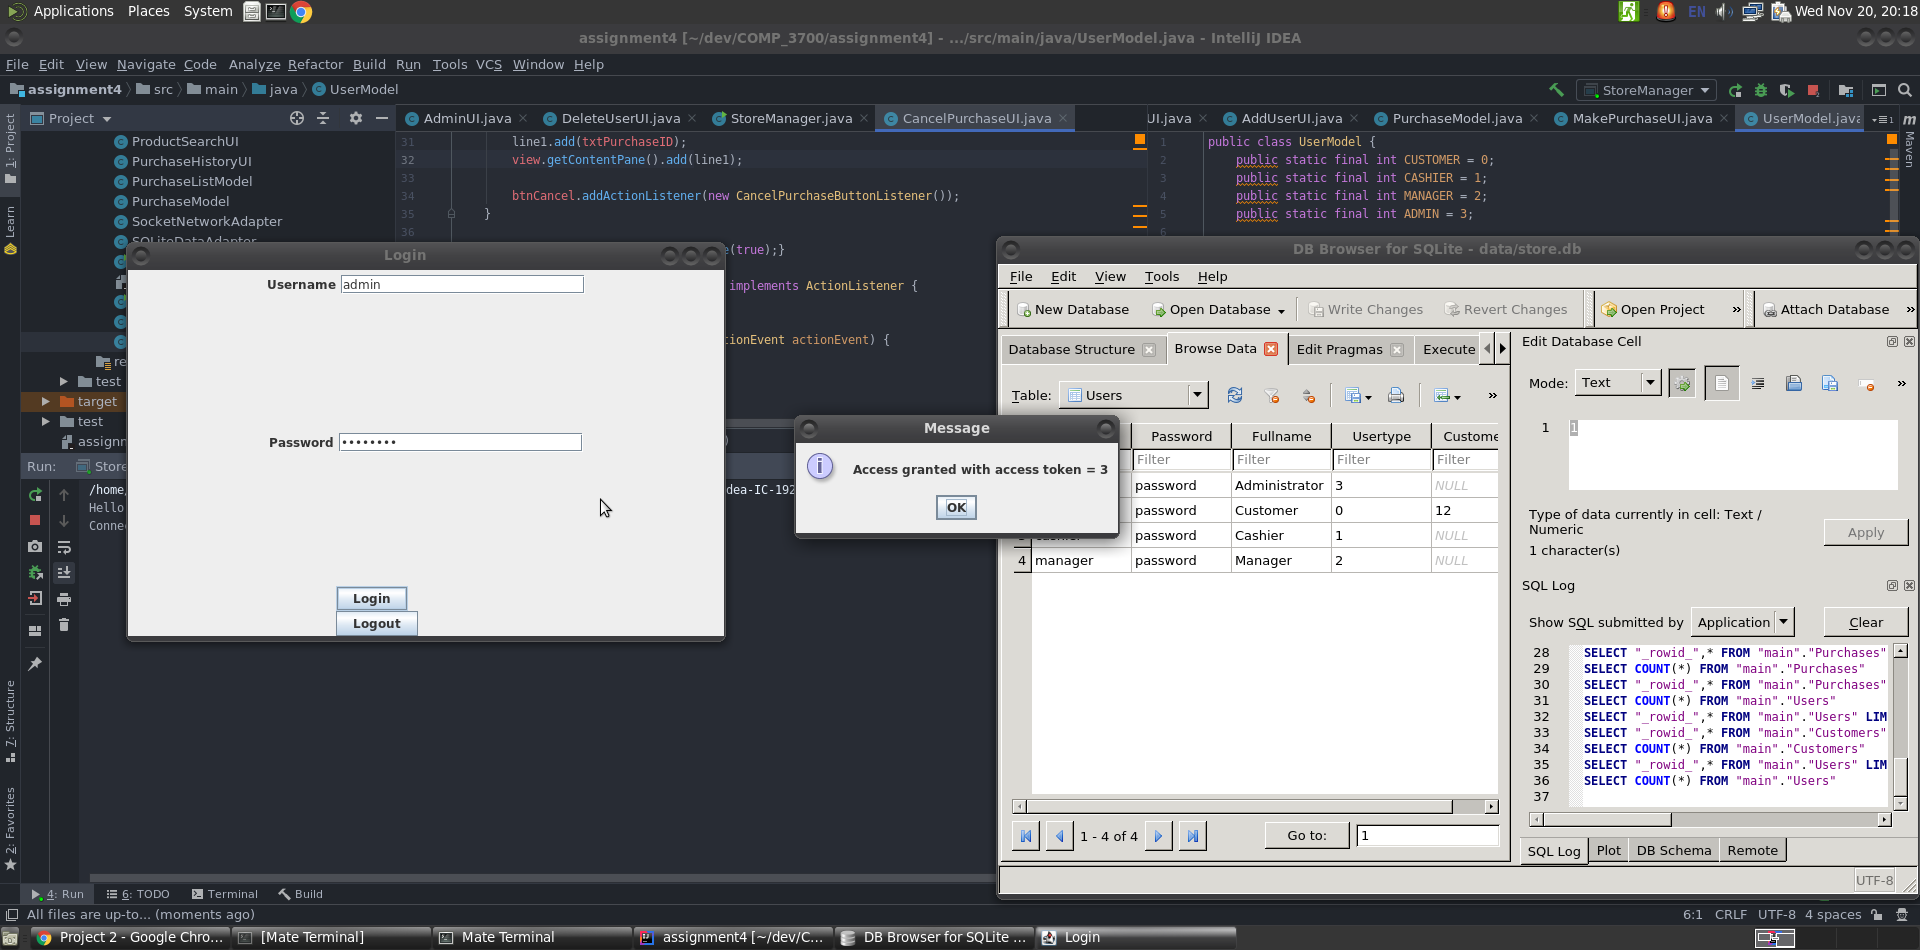 Applications Places System EN Wed Nov 20, 20:18
assignment4 [~/dev/COMP_3700/assignment4] - .../src/main/java/UserModel.java - IntelliJ IDEA
File Edit View Navigate Code Analyze Refactor Build Run Tools VCS Window Help
assignment4 src main java UserModel StoreManager
Project AdminUI.java DeleteUserUI.java StoreManager.java CancelPurchaseUI.java UI.java AddUserUI.java PurchaseModel.java MakePurchaseUI.java UserModel.java
1: Project
Learn
7: Structure
2: Favorites
Maven
ProductSearchUI
PurchaseHistoryUI
PurchaseListModel
PurchaseModel
SocketNetworkAdapter
SQLiteDataAdapter
re
test
target
test
assignm
31 line1.add(txtPurchaseID);
32 view.getContentPane().add(line1);
33
34 btnCancel.addActionListener(new CancelPurchaseButtonListener());
35 }
36
(true);}
implements ActionListener {
ionEvent actionEvent) {
1 public class UserModel {
2 public static final int CUSTOMER = 0;
3 public static final int CASHIER = 1;
4 public static final int MANAGER = 2;
5 public static final int ADMIN = 3;
6
Run: Store
/home/
dea-IC-192
Hello
Conne
Login
Username admin
Password ••••••••
Login
Logout
Message
Access granted with access token = 3
OK
DB Browser for SQLite - data/store.db
File Edit View Tools Help
New Database Open Database Write Changes Revert Changes Open Project » Attach Database »
Database Structure Browse Data Edit Pragmas Execute
Table: Users »
Password Fullname Usertype Custome
Filter Filter Filter Filter
password Administrator 3 NULL
password Customer 0 12
password Cashier 1 NULL
4 manager password Manager 2 NULL
1 - 4 of 4 Go to: 1
Edit Database Cell
Mode: Text »
1 1
Type of data currently in cell: Text /
Numeric
1 character(s)
Apply
SQL Log
Show SQL submitted by Application Clear
28 SELECT "_rowid_",* FROM "main"."Purchases"
29 SELECT COUNT(*) FROM "main"."Purchases"
30 SELECT "_rowid_",* FROM "main"."Purchases"
31 SELECT COUNT(*) FROM "main"."Users"
32 SELECT "_rowid_",* FROM "main"."Users" LIM
33 SELECT "_rowid_",* FROM "main"."Customers"
34 SELECT COUNT(*) FROM "main"."Customers"
35 SELECT "_rowid_",* FROM "main"."Users" LIM
36 SELECT COUNT(*) FROM "main"."Users"
37
SQL Log Plot DB Schema Remote
UTF-8
4: Run 6: TODO Terminal Build
All files are up-to... (moments ago) 6:1 CRLF UTF-8 4 spaces
Project 2 - Google Chro... [Mate Terminal] Mate Terminal assignment4 [~/dev/C... DB Browser for SQLite ... Login